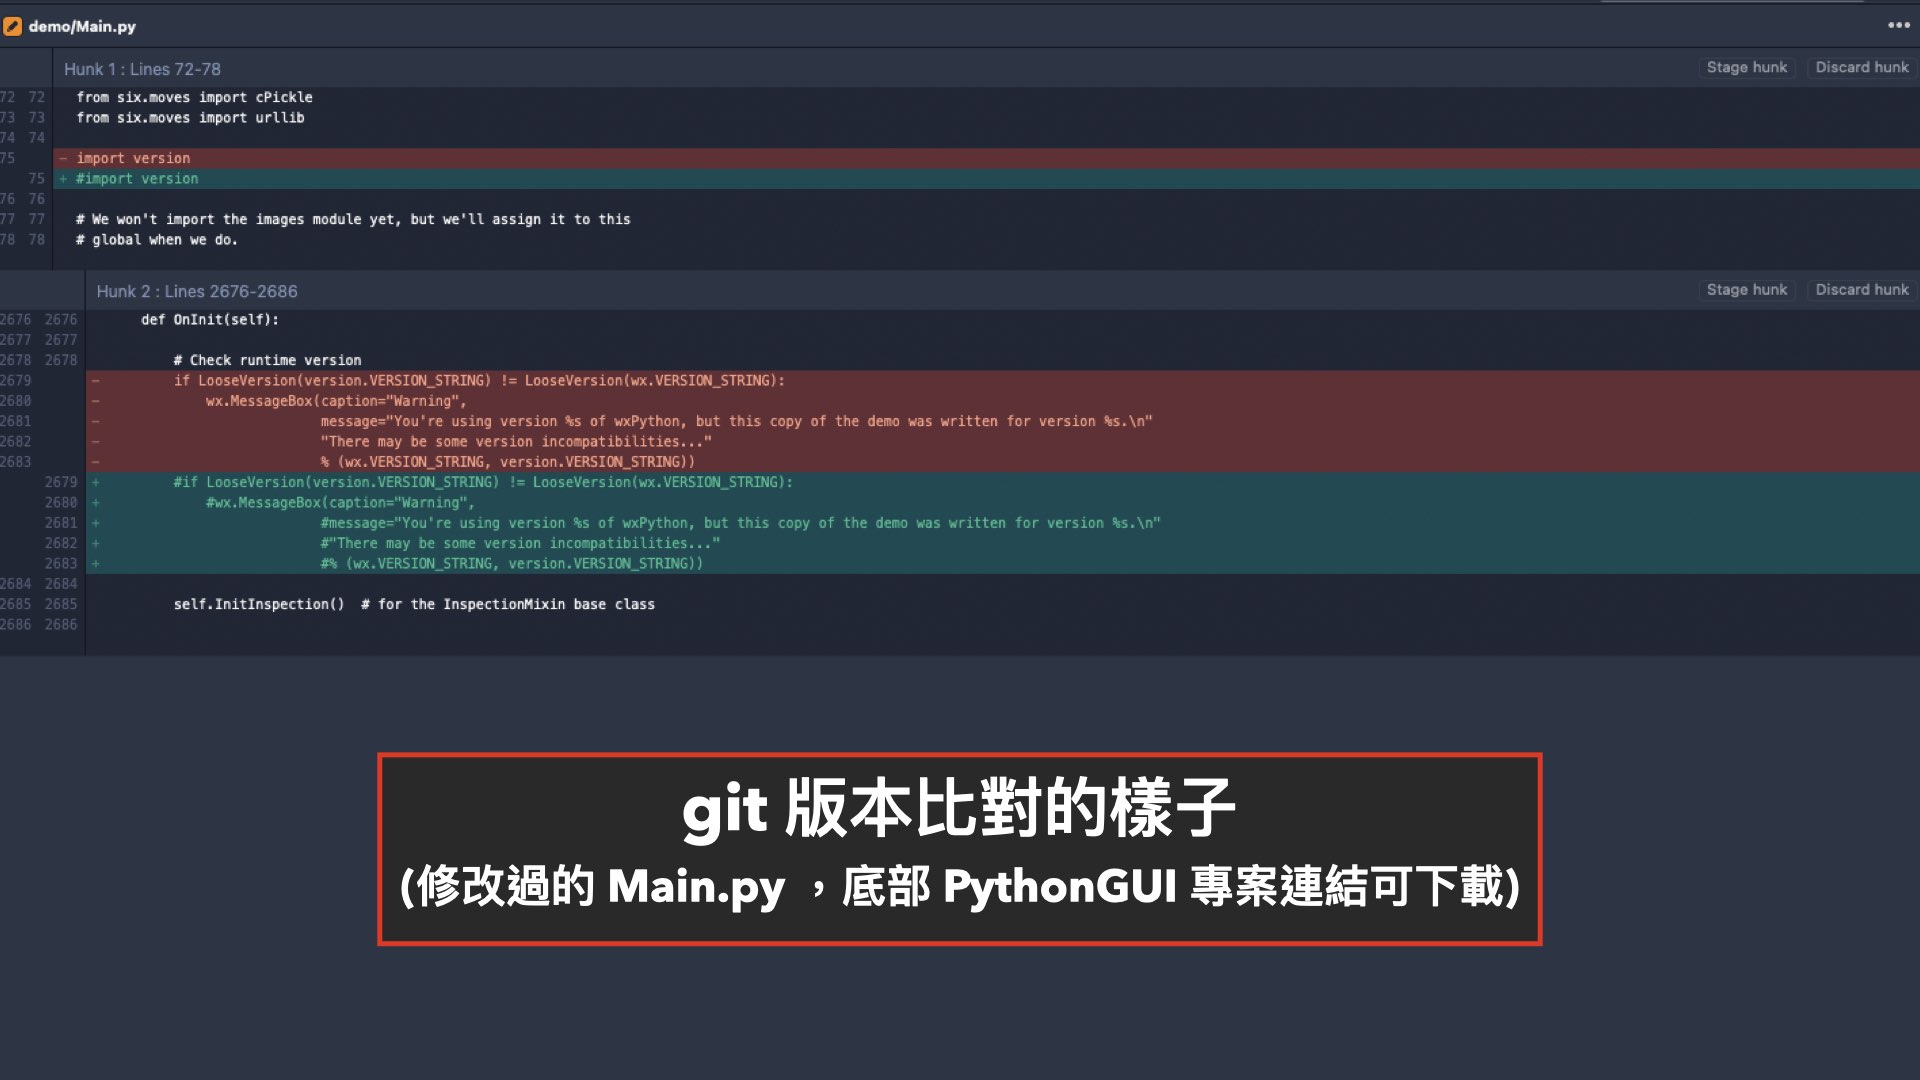 demo/Main.py
•••
Hunk 1 : Lines 72-78
Stage hunk
Discard hunk
72 72 from six.moves import cPickle
73 73 from six.moves import urllib
74 74
75 - import version
75 + #import version
76 76
77 77 # We won't import the images module yet, but we'll assign it to this
78 78 # global when we do.
Hunk 2 : Lines 2676-2686
Stage hunk
Discard hunk
2676 2676 def OnInit(self):
2677 2677
2678 2678 # Check runtime version
2679 - if LooseVersion(version.VERSION_STRING) != LooseVersion(wx.VERSION_STRING):
2680 - wx.MessageBox(caption="Warning",
2681 - message="You're using version %s of wxPython, but this copy of the demo was written for version %s.\n"
2682 - "There may be some version incompatibilities..."
2683 - % (wx.VERSION_STRING, version.VERSION_STRING))
2679 + #if LooseVersion(version.VERSION_STRING) != LooseVersion(wx.VERSION_STRING):
2680 + #wx.MessageBox(caption="Warning",
2681 + #message="You're using version %s of wxPython, but this copy of the demo was written for version %s.\n"
2682 + #"There may be some version incompatibilities..."
2683 + #% (wx.VERSION_STRING, version.VERSION_STRING))
2684 2684
2685 2685 self.InitInspection()  # for the InspectionMixin base class
2686 2686
git 版本比對的樣子
(修改過的 Main.py ，底部 PythonGUI 專案連結可下載)